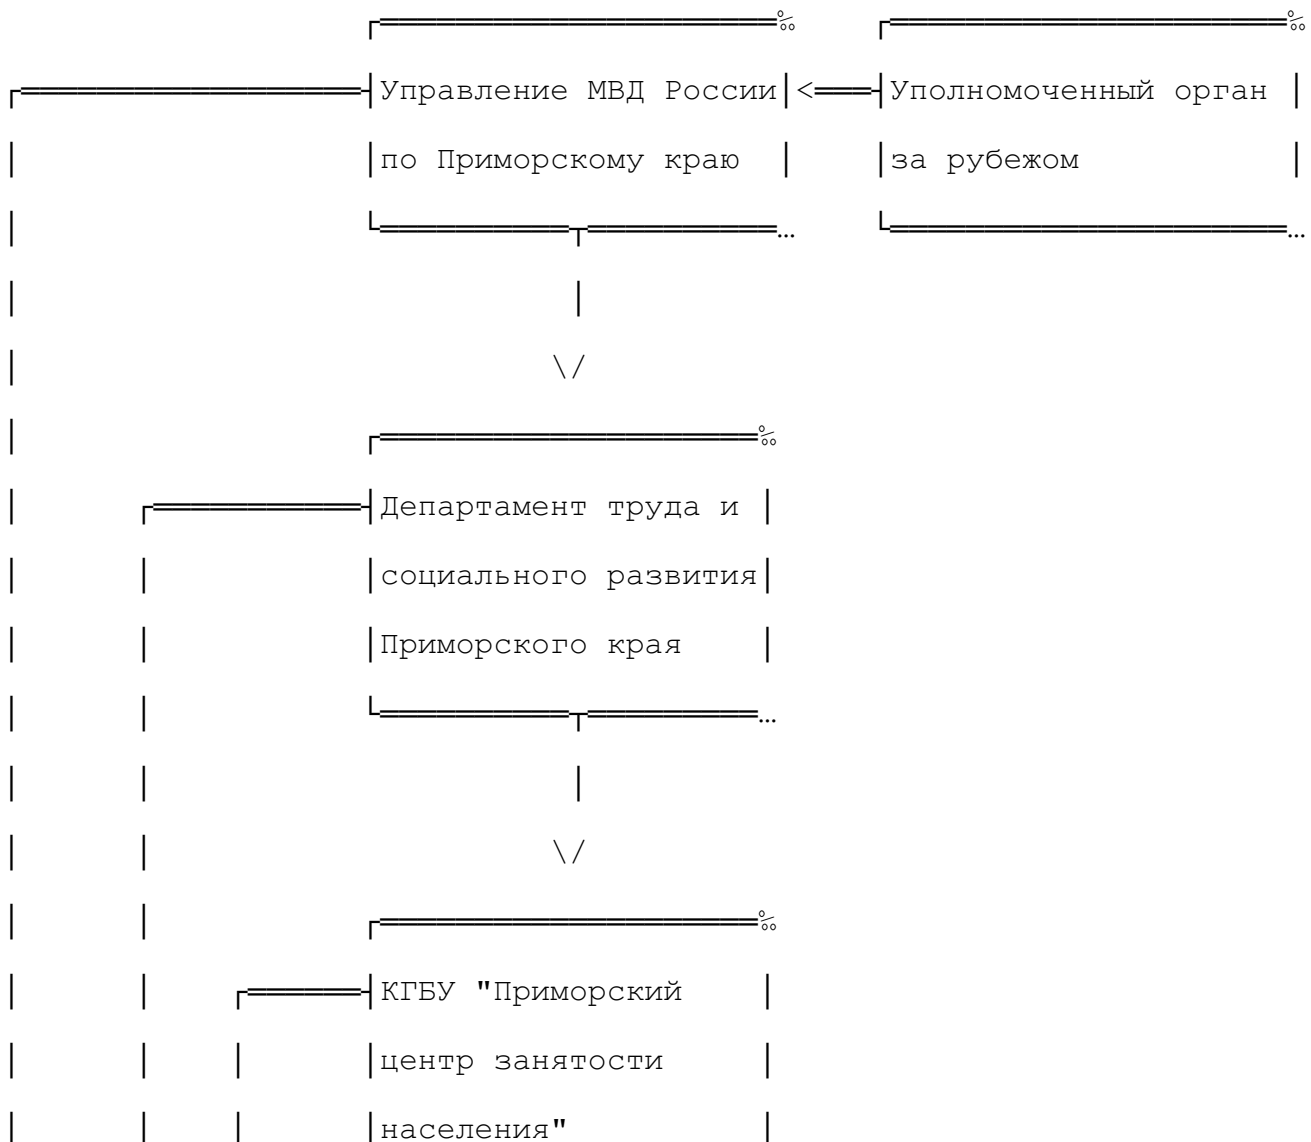 Управление МВД России
по Приморскому краю
Уполномоченный орган
за рубежом
Департамент труда и
социального развития
Приморского края
КГБУ "Приморский
центр занятости
населения"